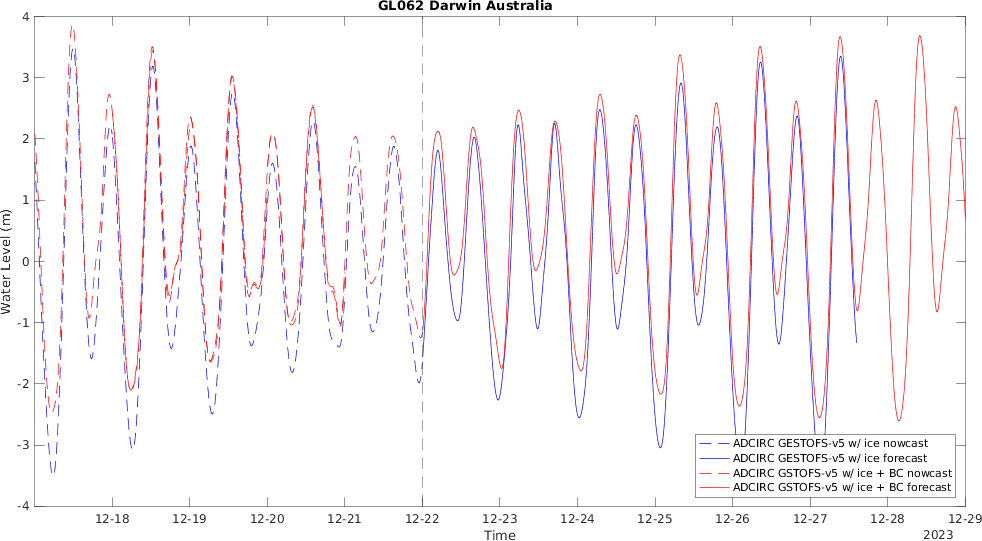 GL062 Darwin Australia
Water Level (m)
4
3
2
1
0
-1
-2
-3
-4
ADCIRC GESTOFS-v5 w/ ice nowcast
ADCIRC GESTOFS-v5 w/ ice forecast
ADCIRC GSTOFS-v5 w/ ice + BC nowcast
ADCIRC GSTOFS-v5 w/ ice + BC forecast
12-18 12-19 12-20 12-21 12-22 12-23 12-24 12-25 12-26 12-27 12-28 12-29
Time
2023